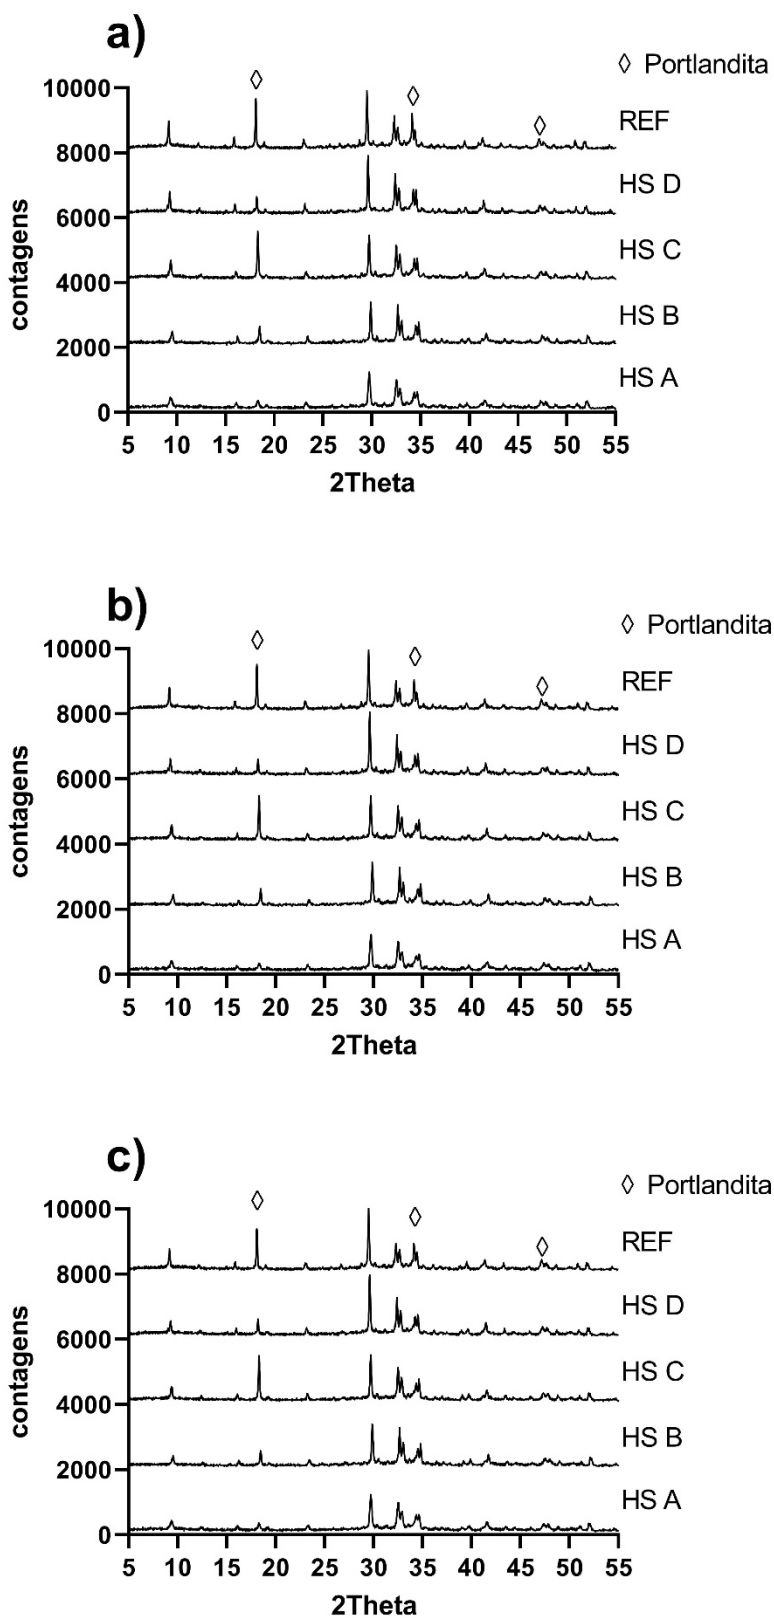 a)
◊ Portlandita
10000
REF
8000
HS D
6000
HS C
4000
HS B
2000
HS A
0
contagens
5 10 15 20 25 30 35 40 45 50 55
2Theta
b)
◊ Portlandita
10000
REF
8000
HS D
6000
HS C
4000
HS B
2000
HS A
0
contagens
5 10 15 20 25 30 35 40 45 50 55
2Theta
c)
◊ Portlandita
10000
REF
8000
HS D
6000
HS C
4000
HS B
2000
HS A
0
contagens
5 10 15 20 25 30 35 40 45 50 55
2Theta